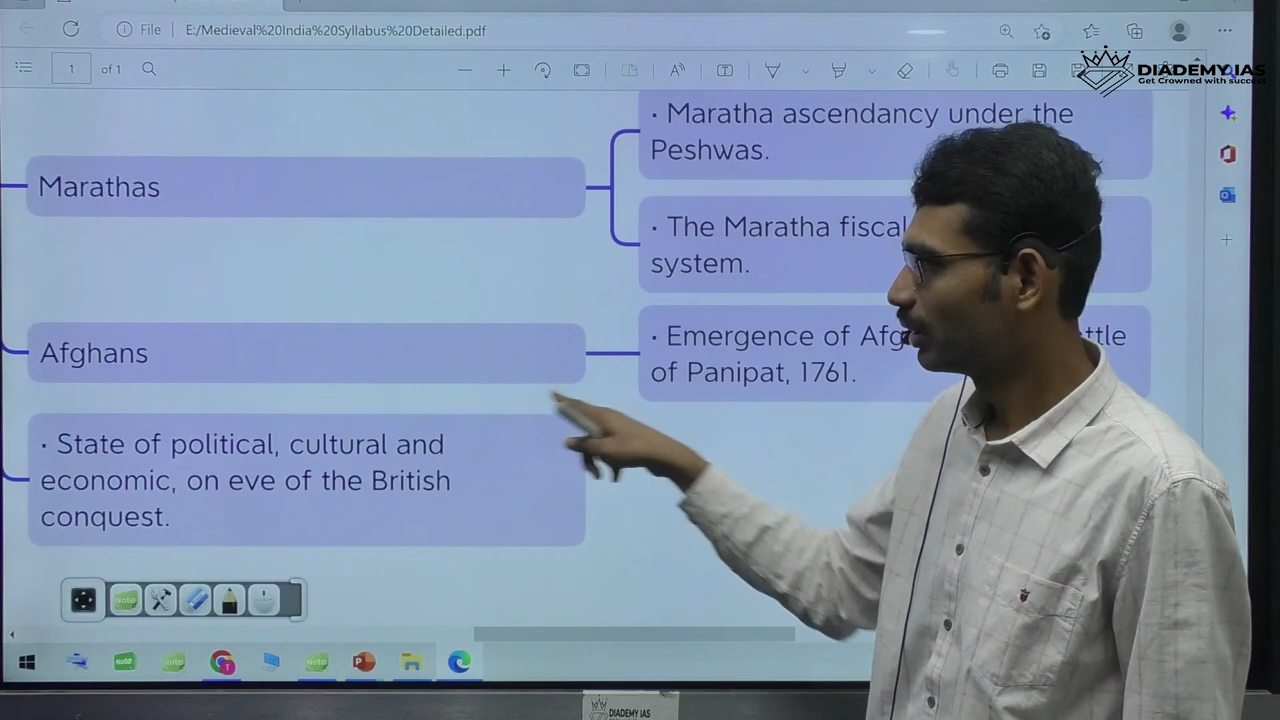 File E:/Medieval%20India%20Syllabus%20Detailed.pdf
1 of 1
DIADEMY IAS
Get Crowned with success
· Maratha ascendancy under the
Peshwas.
Marathas
· The Maratha fiscal
system.
Afghans
· Emergence of
of Panipat, 1761.
· State of political, cultural and
economic, on eve of the British
conquest.
Note
DIADEMY IAS